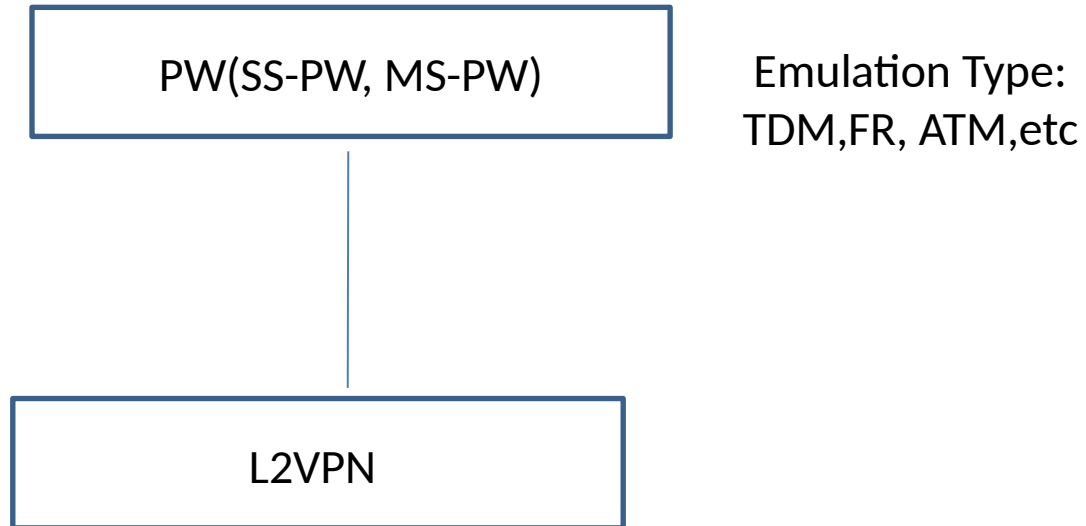 PW(SS-PW, MS-PW)
Emulation Type:
TDM,FR, ATM,etc
L2VPN